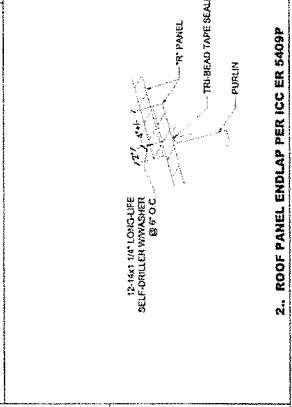 12-14x1 1/4" LONG-LIFE
SELF-DRILLER W/WASHER
@ 6" O.C.
"R" PANEL
TRI-BEAD TAPE SEAL
PURLIN
2.. ROOF PANEL ENDLAP PER ICC ER 5409P